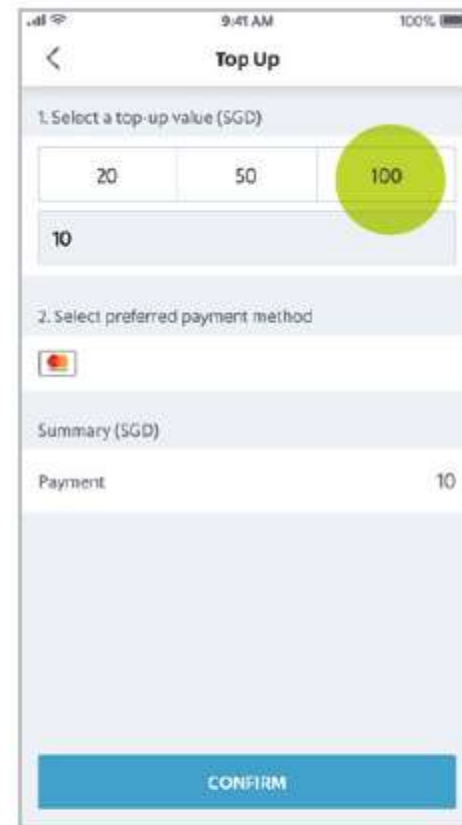 9:41 AM 100%
Top Up
1. Select a top-up value (SGD)
20 50 100
10
2. Select preferred payment method
Summary (SGD)
Payment 10
CONFIRM